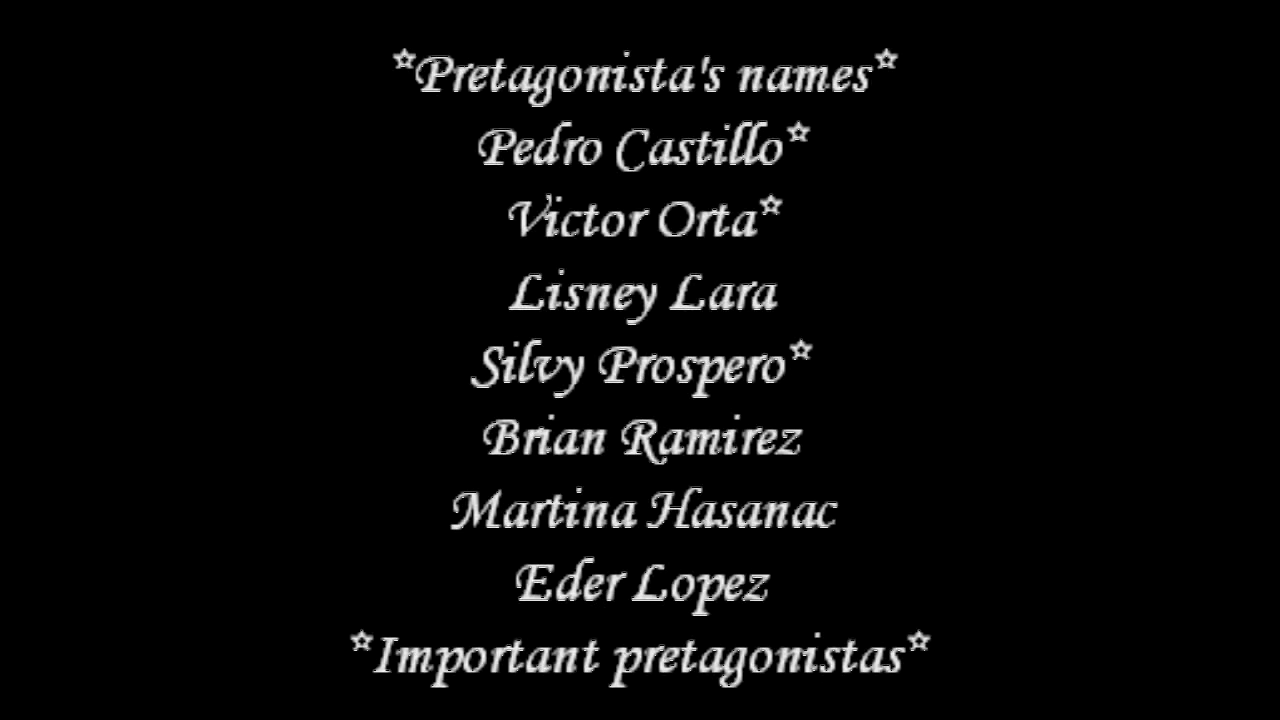 *Pretagonista's names*
Pedro Castillo*
Victor Orta*
Lisney Lara
Silvy Prospero*
Brian Ramirez
Martina Hasanac
Eder Lopez
*Important pretagonistas*